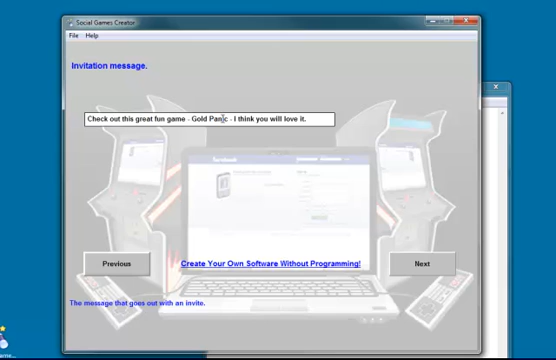 Social Games Creator
File Help
Invitation message.
Check out this great fun game - Gold Panic - I think you will love it.
facebook
Previous
Create Your Own Software Without Programming!
Next
The message that goes out with an invite.